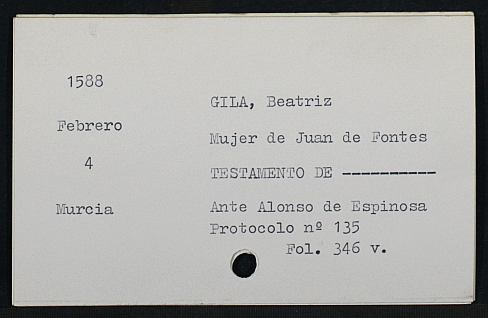 1588
GILA, Beatriz
Febrero
Mujer de Juan de Fontes
4
TESTAMENTO DE ----------
Murcia
Ante Alonso de Espinosa
Protocolo nº 135
Fol. 346 v.